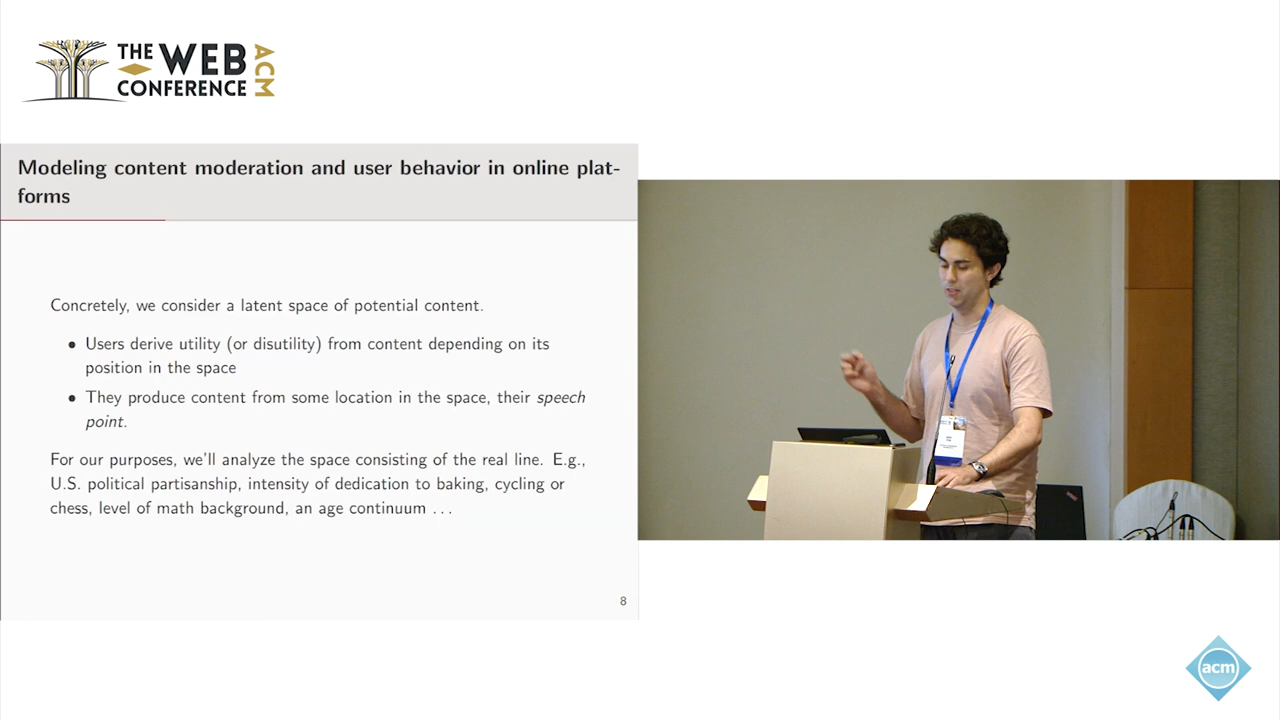 THE WEB
CONFERENCE
ACM
Modeling content moderation and user behavior in online plat-
forms
Concretely, we consider a latent space of potential content.
• Users derive utility (or disutility) from content depending on its
position in the space
• They produce content from some location in the space, their speech
point.
For our purposes, we'll analyze the space consisting of the real line. E.g.,
U.S. political partisanship, intensity of dedication to baking, cycling or
chess, level of math background, an age continuum . . .
8
acm